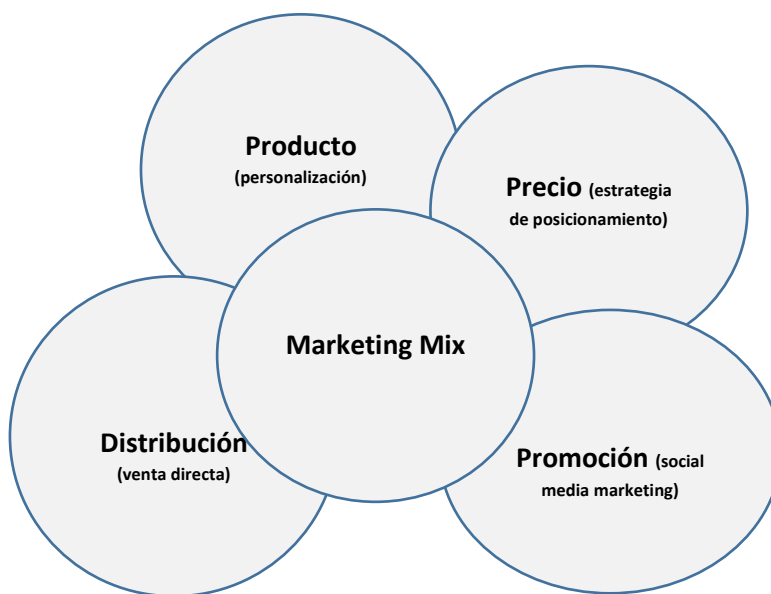 Producto
(personalización)
Precio (estrategia
de posicionamiento)
Marketing Mix
Distribución
(venta directa)
Promoción (social
media marketing)